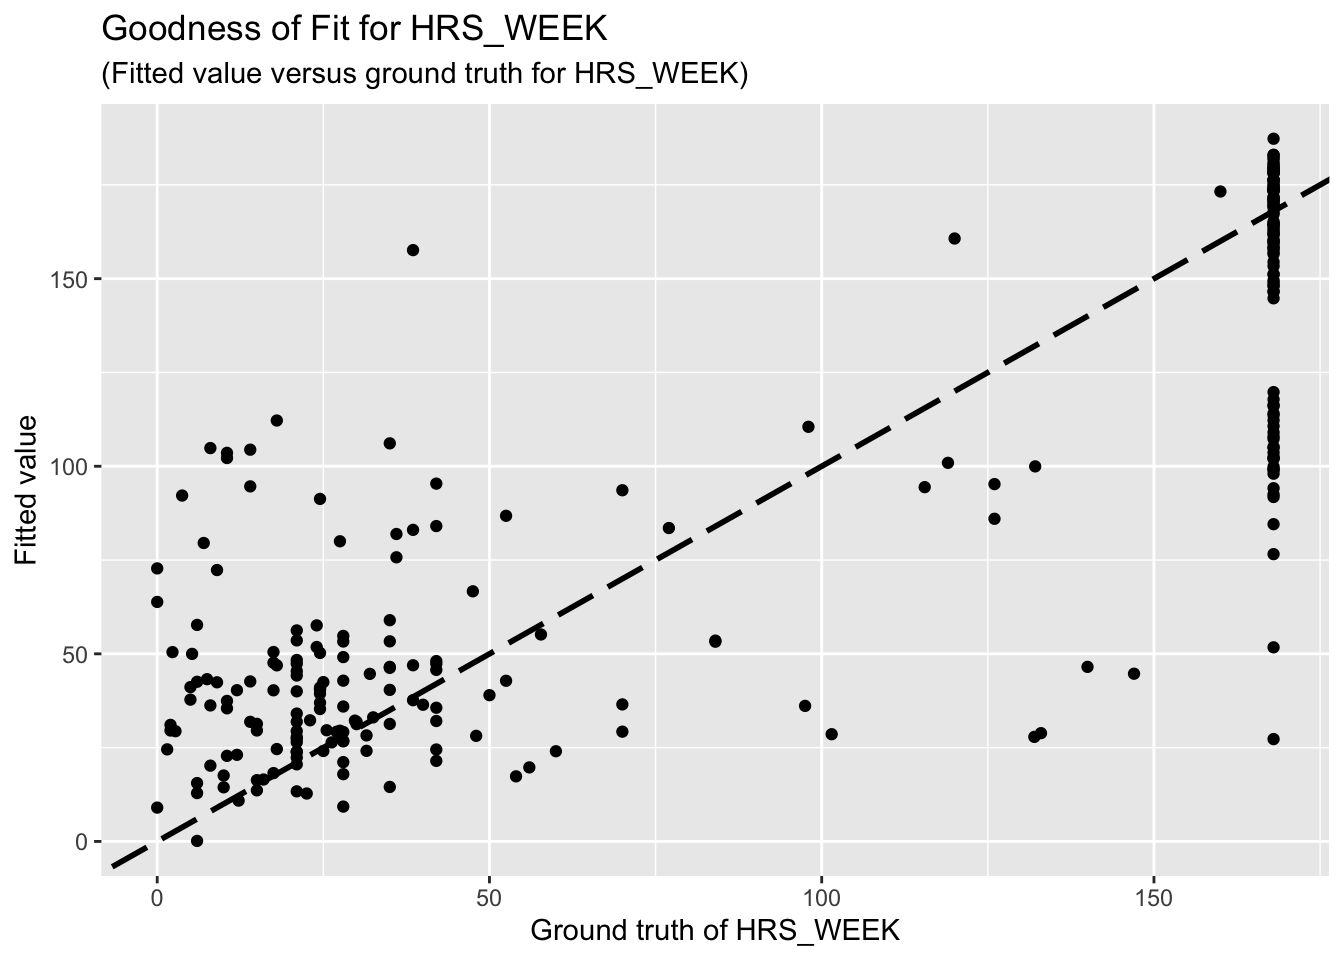 Goodness of Fit for HRS_WEEK
(Fitted value versus ground truth for HRS_WEEK)
Fitted value
150
100
50
0
0 50 100 150
Ground truth of HRS_WEEK